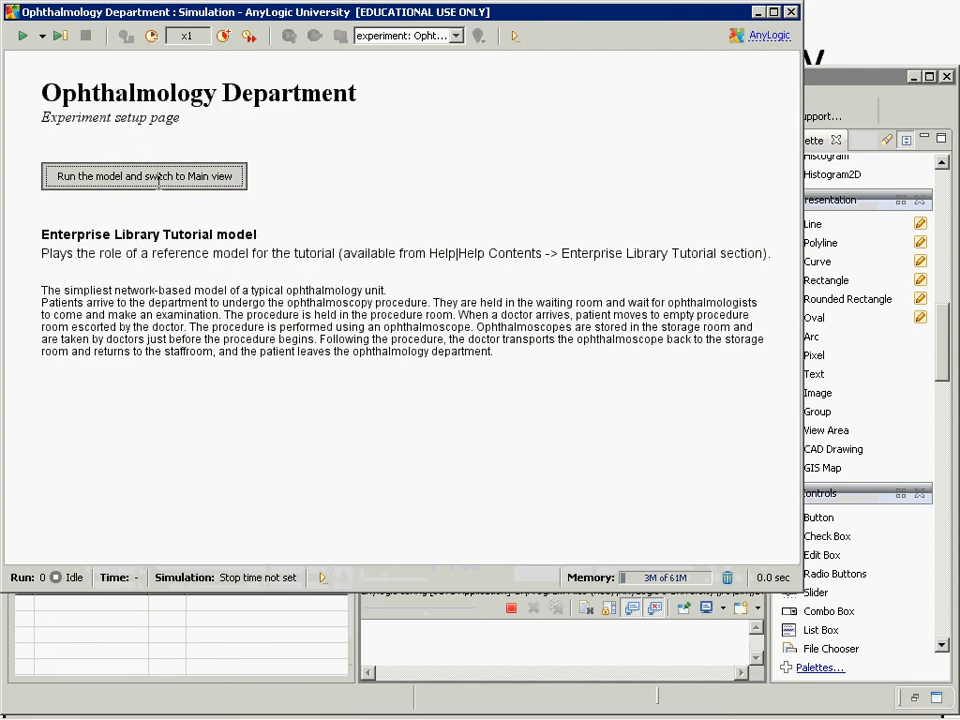 Ophthalmology Department : Simulation - AnyLogic University [EDUCATIONAL USE ONLY]
x1
experiment: Opht...
AnyLogic
Ophthalmology Department
Experiment setup page
Run the model and switch to Main view
Enterprise Library Tutorial model
Plays the role of a reference model for the tutorial (available from Help|Help Contents -> Enterprise Library Tutorial section).
The simpliest network-based model of a typical ophthalmology unit.
Patients arrive to the department to undergo the ophthalmoscopy procedure. They are held in the waiting room and wait for ophthalmologists
to come and make an examination. The procedure is held in the procedure room. When a doctor arrives, patient moves to empty procedure
room escorted by the doctor. The procedure is performed using an ophthalmoscope. Ophthalmoscopes are stored in the storage room and
are taken by doctors just before the procedure begins. Following the procedure, the doctor transports the ophthalmoscope back to the storage
room and returns to the staffroom, and the patient leaves the ophthalmology department.
Run: 0 Idle
Time: -
Simulation: Stop time not set
Memory:
3M of 61M
0.0 sec
upport...
ette
Histogram
Histogram2D
resentation
Line
Polyline
Curve
Rectangle
Rounded Rectangle
Oval
Arc
Pixel
Text
Image
Group
View Area
CAD Drawing
GIS Map
ontrols
Button
Check Box
Edit Box
Radio Buttons
Slider
Combo Box
List Box
File Chooser
Palettes...